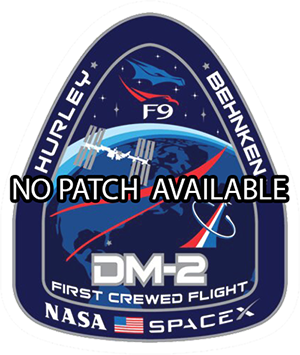 F9
HURLEY
BEHNKEN
NO PATCH AVAILABLE
DM-2
FIRST CREWED FLIGHT
NASA SPACEX